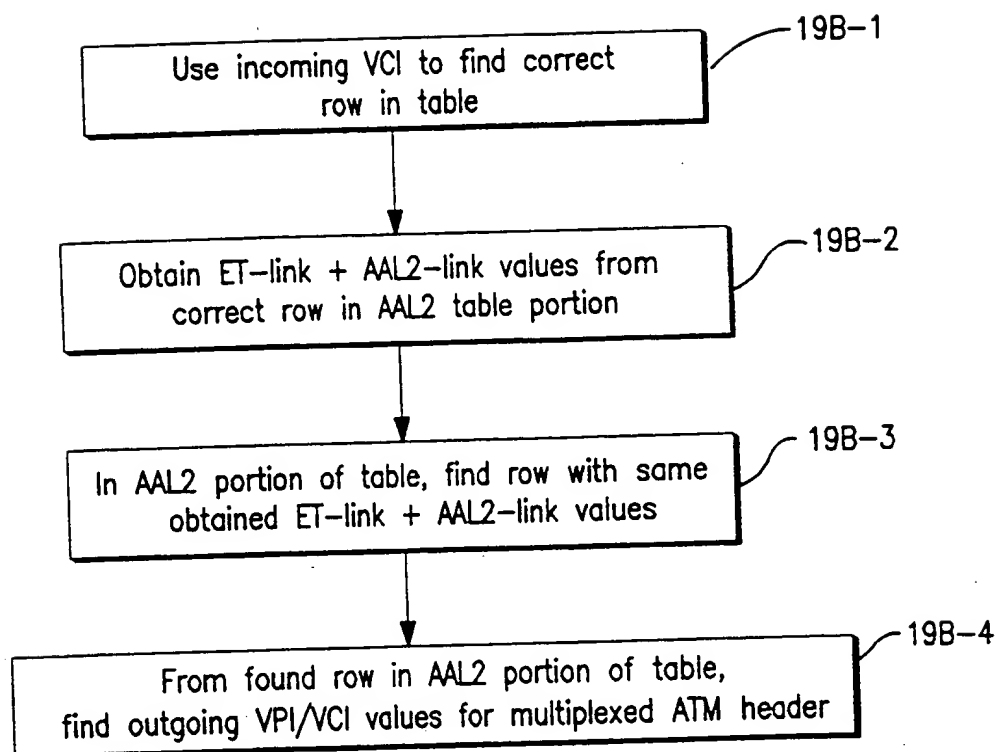 19B-1
Use incoming VCI to find correct
row in table
19B-2
Obtain ET-link + AAL2-link values from
correct row in AAL2 table portion
19B-3
In AAL2 portion of table, find row with same
obtained ET-link + AAL2-link values
19B-4
From found row in AAL2 portion of table,
find outgoing VPI/VCI values for multiplexed ATM header